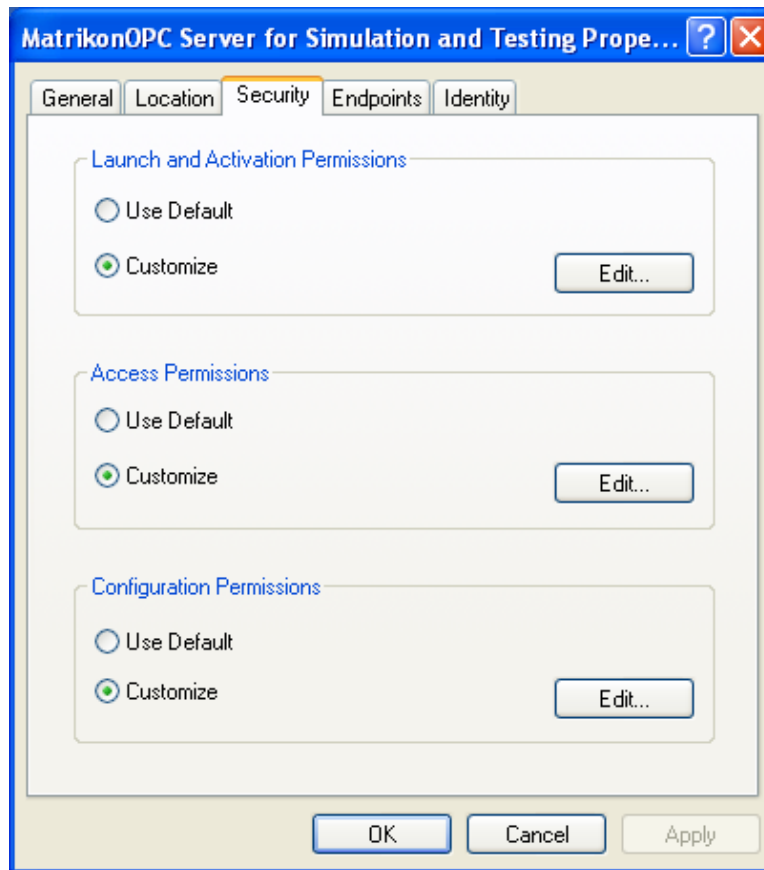 MatrikonOPC Server for Simulation and Testing Prope...
General Location Security Endpoints Identity
Launch and Activation Permissions
Use Default
Customize
Edit...
Access Permissions
Use Default
Customize
Edit...
Configuration Permissions
Use Default
Customize
Edit...
OK Cancel Apply